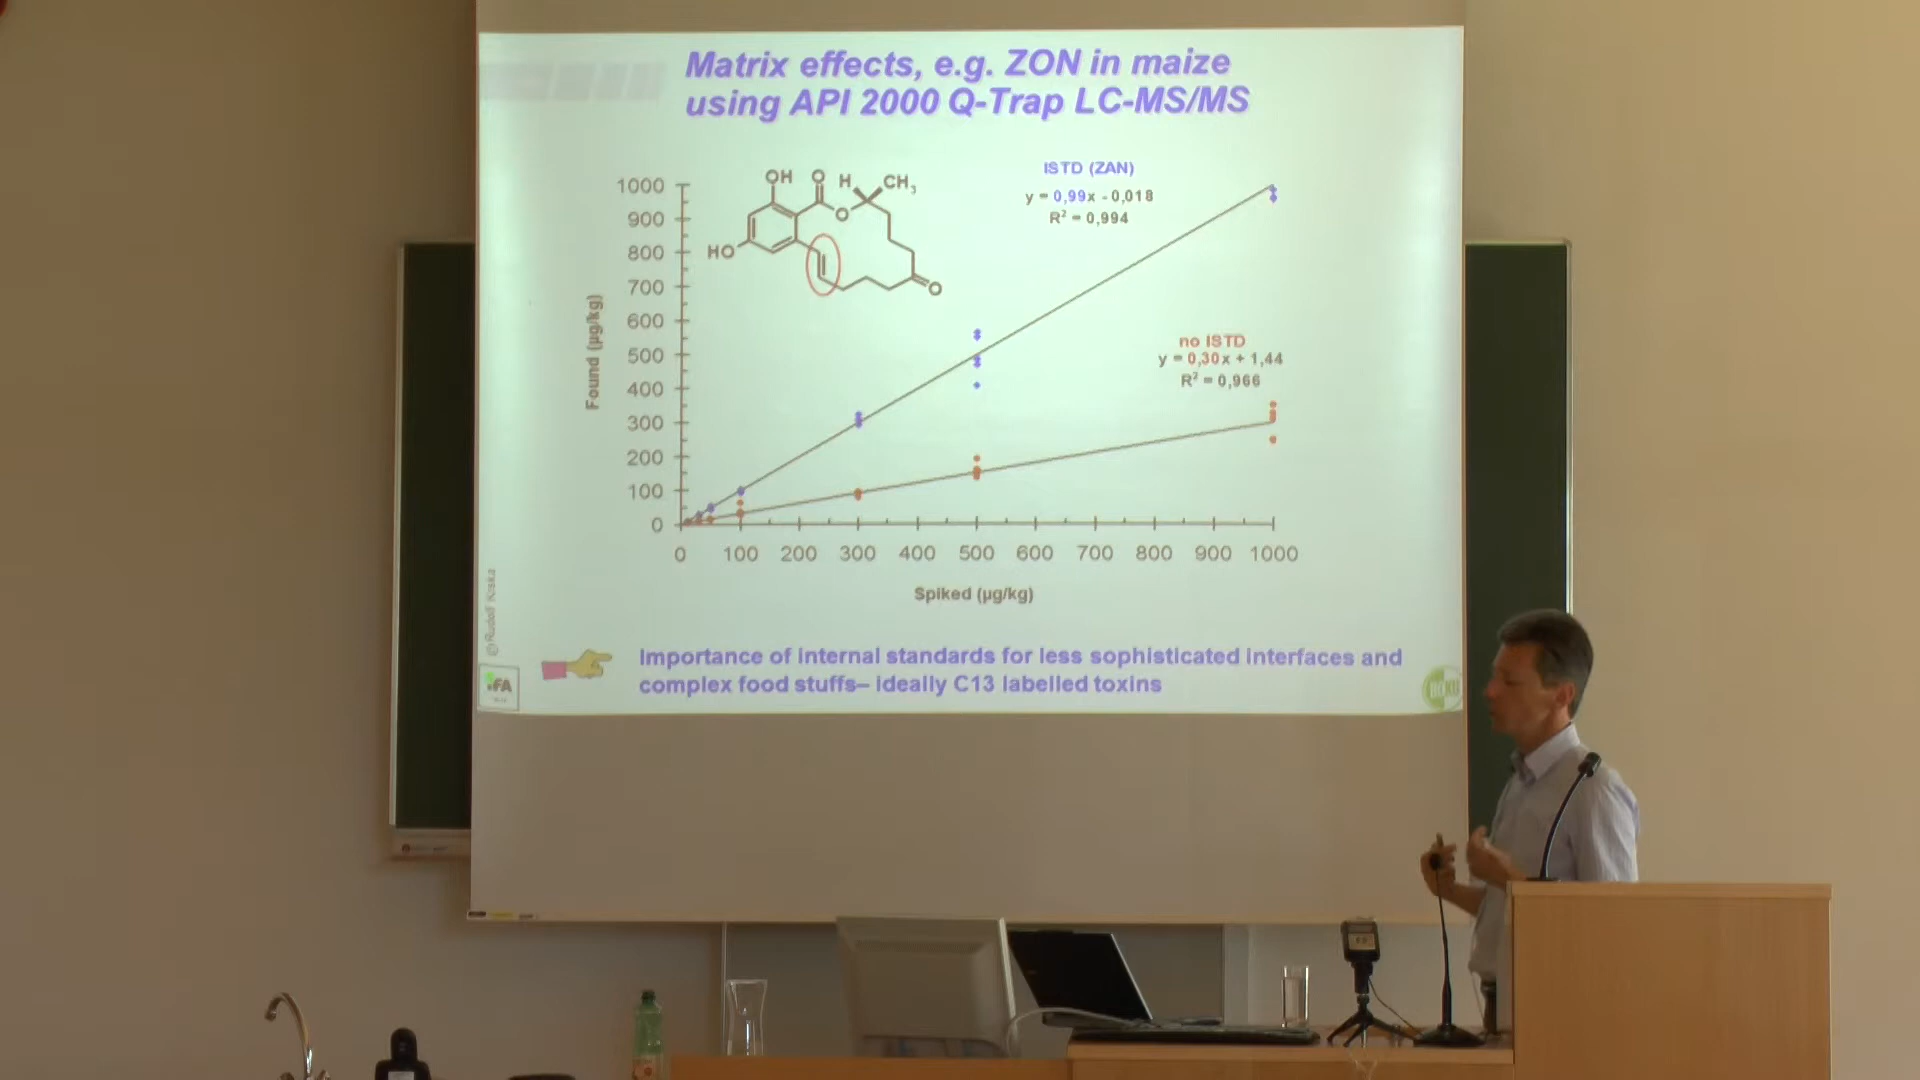 Matrix effects, e.g. ZON in maize
using API 2000 Q-Trap LC-MS/MS
ISTD (ZAN)
y = 0,99x - 0,018
R² = 0,994
no ISTD
y = 0,30x + 1,44
R² = 0,966
OH
O
H
CH₃
O
HO
O
Found (µg/kg)
1000
900
800
700
600
500
400
300
200
100
0
0 100 200 300 400 500 600 700 800 900 1000
Spiked (µg/kg)
Importance of internal standards for less sophisticated interfaces and
complex food stuffs– ideally C13 labelled toxins
© Rudolf Krska
IFA